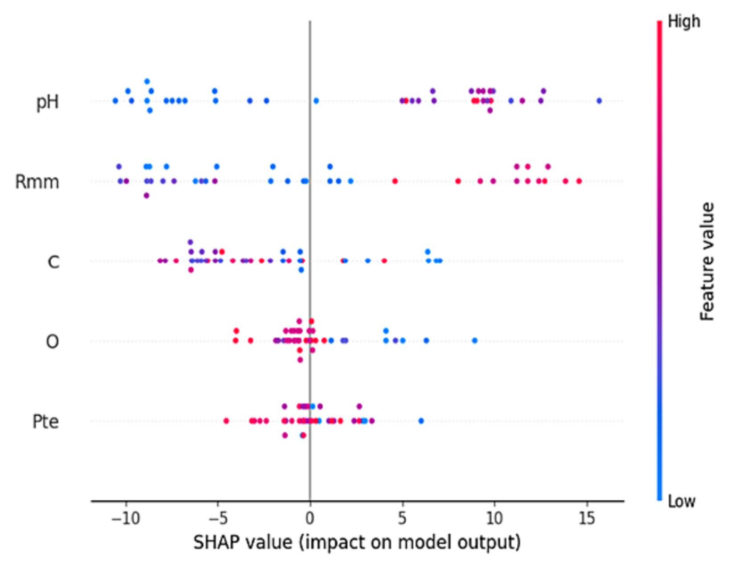 High
pH
Rmm
C
O
Pte
Feature value
Low
−10 −5 0 5 10 15
SHAP value (impact on model output)